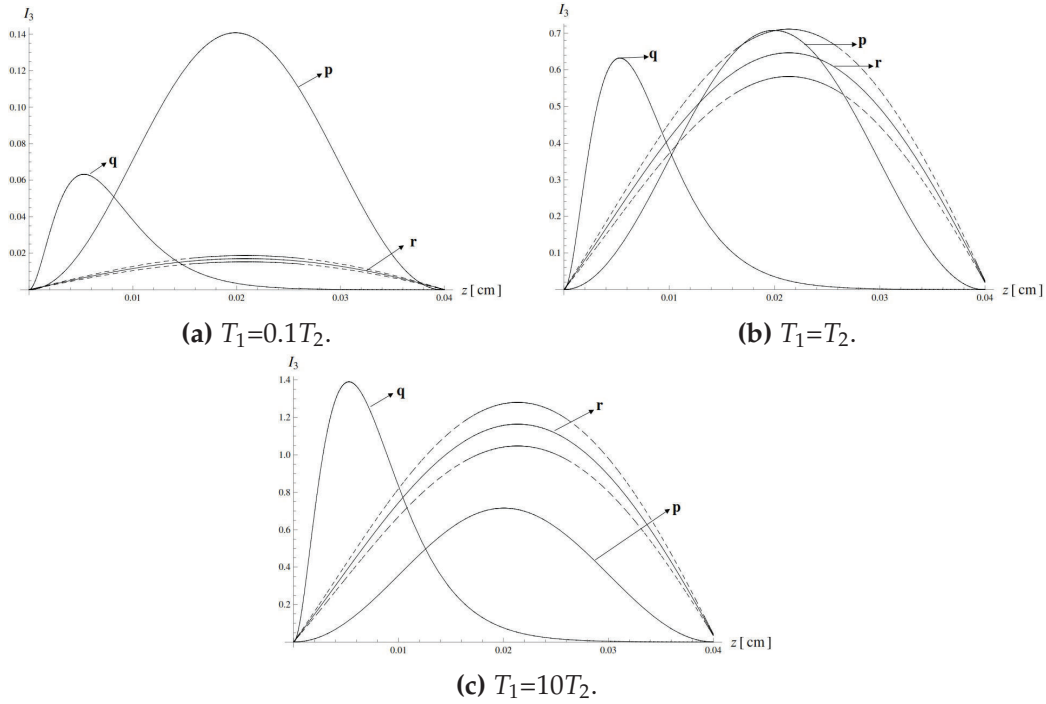 I₃
0.14
0.12
0.10
0.08
0.06
0.04
0.02
p
q
r
0.01 0.02 0.03 0.04 z [ cm ]
(a) T₁=0.1T₂.
I₃
0.7
0.6
0.5
0.4
0.3
0.2
0.1
q
p
r
0.01 0.02 0.03 0.04 z [ cm ]
(b) T₁=T₂.
I₃
1.4
1.2
1.0
0.8
0.6
0.4
0.2
q
r
p
0.01 0.02 0.03 0.04 z [ cm ]
(c) T₁=10T₂.